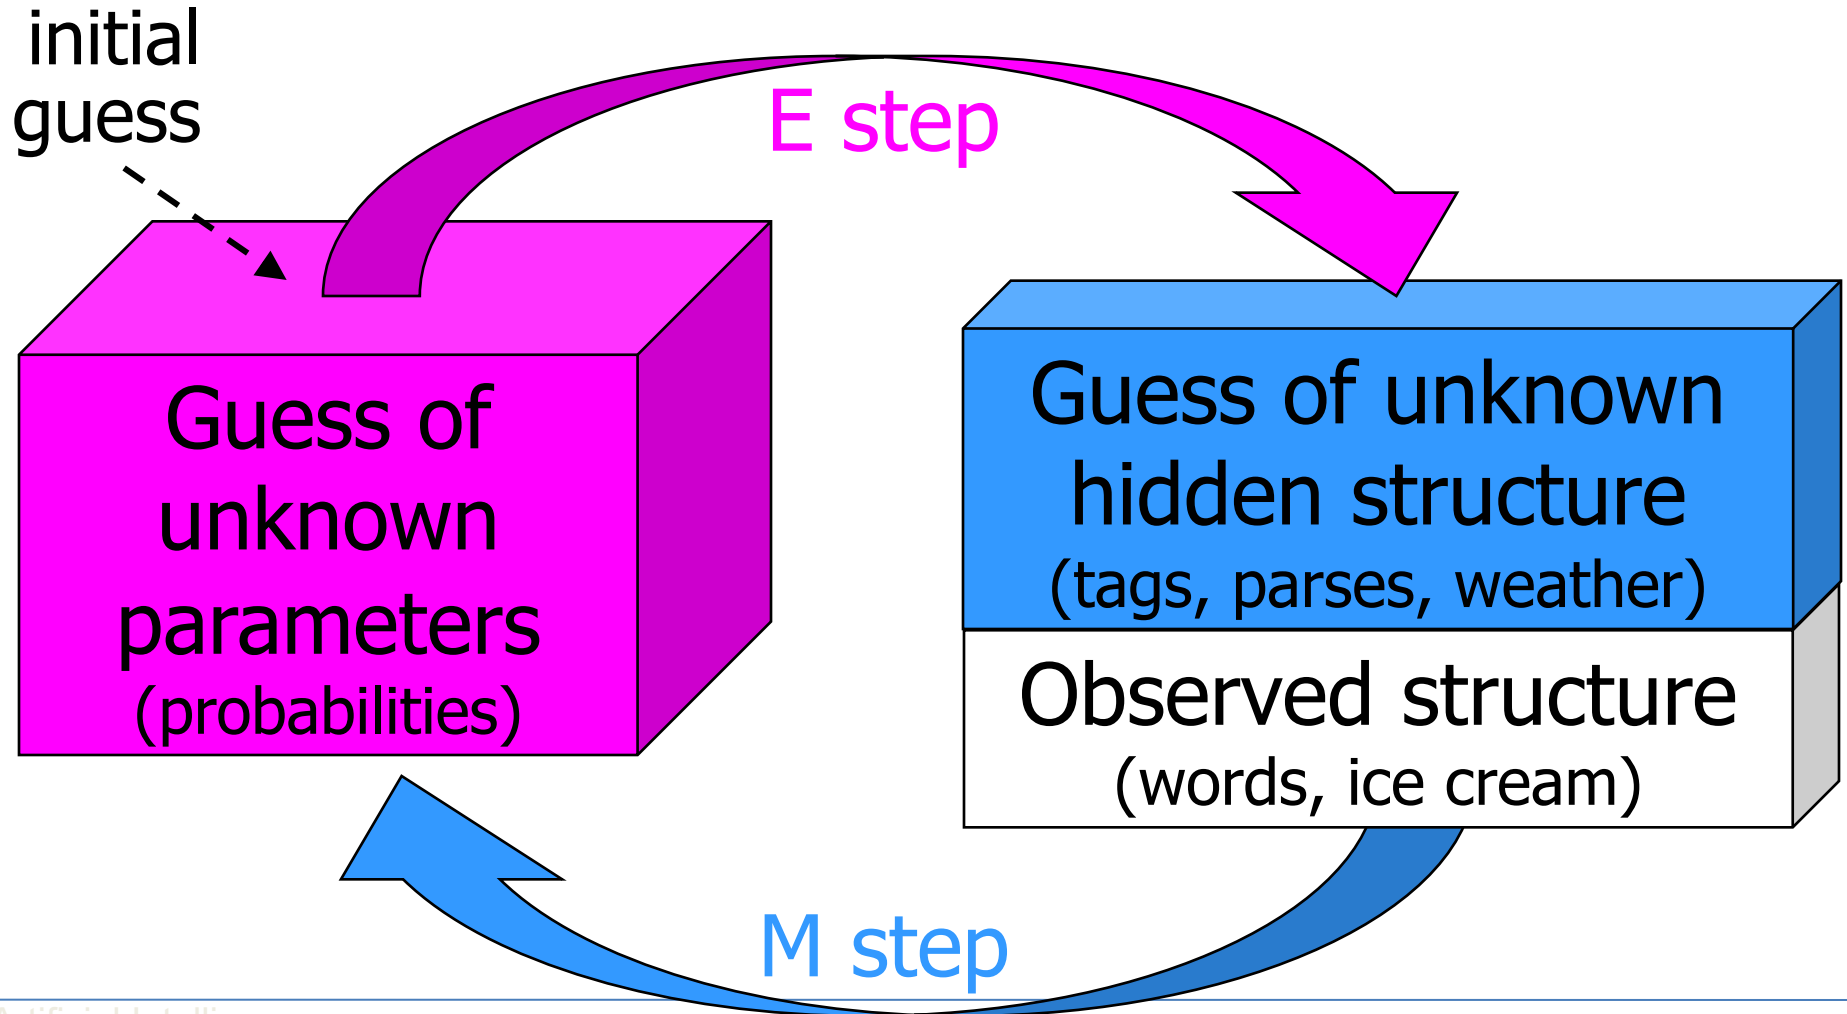 initial
guess
E step
Guess of
unknown
parameters
(probabilities)
Guess of unknown
hidden structure
(tags, parses, weather)
Observed structure
(words, ice cream)
M step